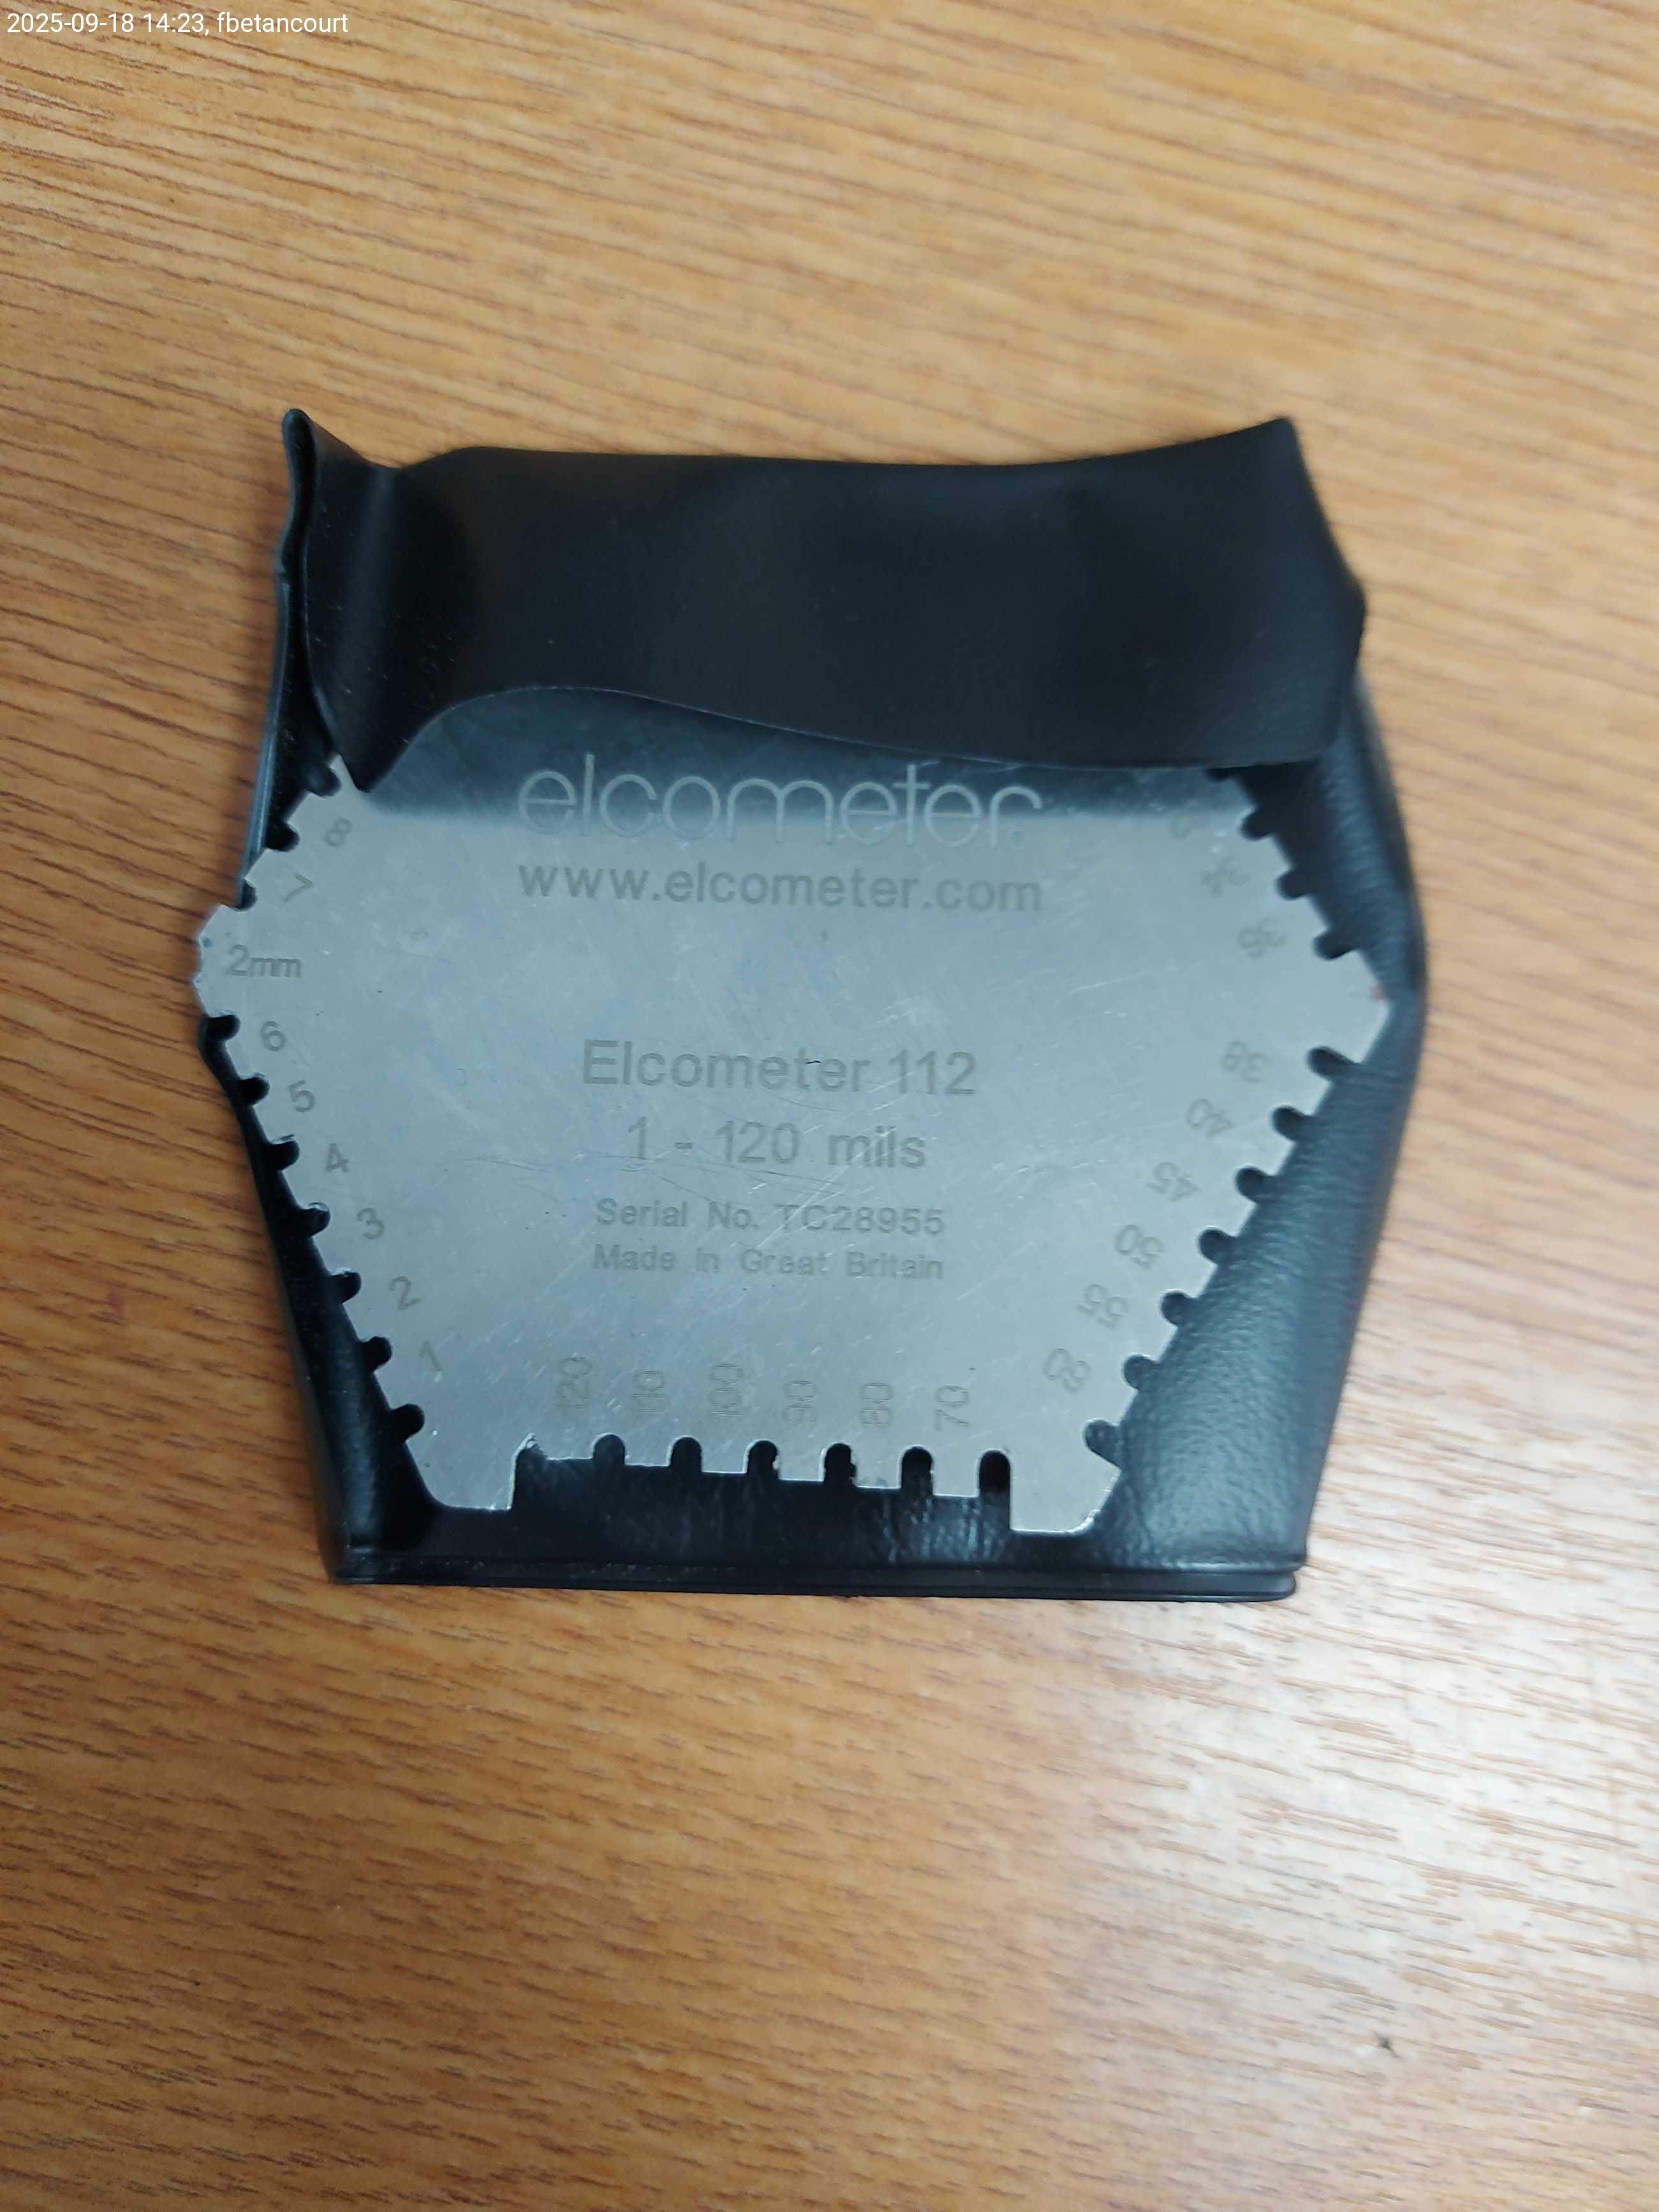 2025-09-18 14:23, fbetancourt
elcometer
www.elcometer.com
Elcometer 112
1 - 120 mils
Serial No. TC28955
Made in Great Britain
8
7
2mm
6
5
4
3
2
1
120
110
100
90
80
70
60
55
50
45
40
38
36
34